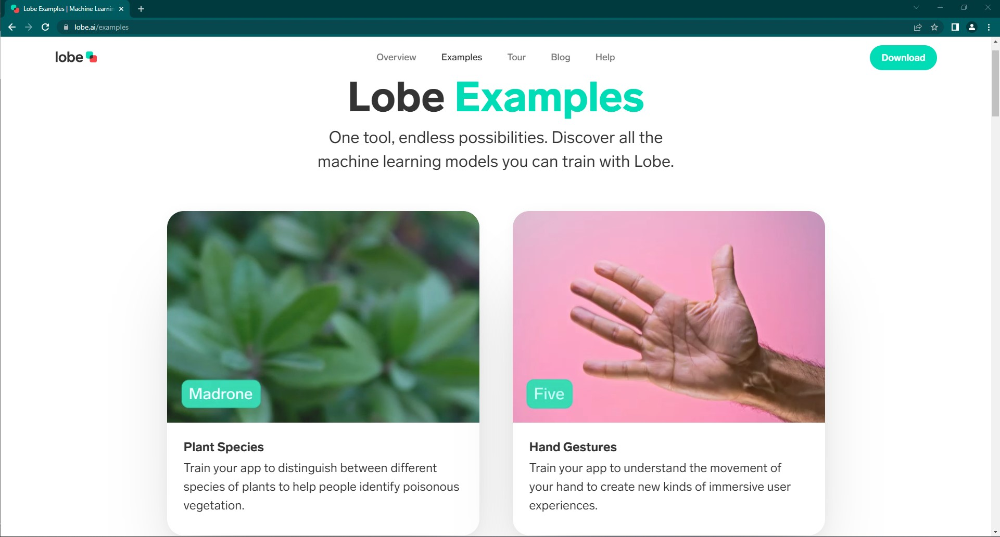 Lobe Examples | Machine Learnin
lobe.ai/examples
lobe
Overview
Examples
Tour
Blog
Help
Download
Lobe Examples
One tool, endless possibilities. Discover all the
machine learning models you can train with Lobe.
Madrone
Plant Species
Train your app to distinguish between different
species of plants to help people identify poisonous
vegetation.
Five
Hand Gestures
Train your app to understand the movement of
your hand to create new kinds of immersive user
experiences.